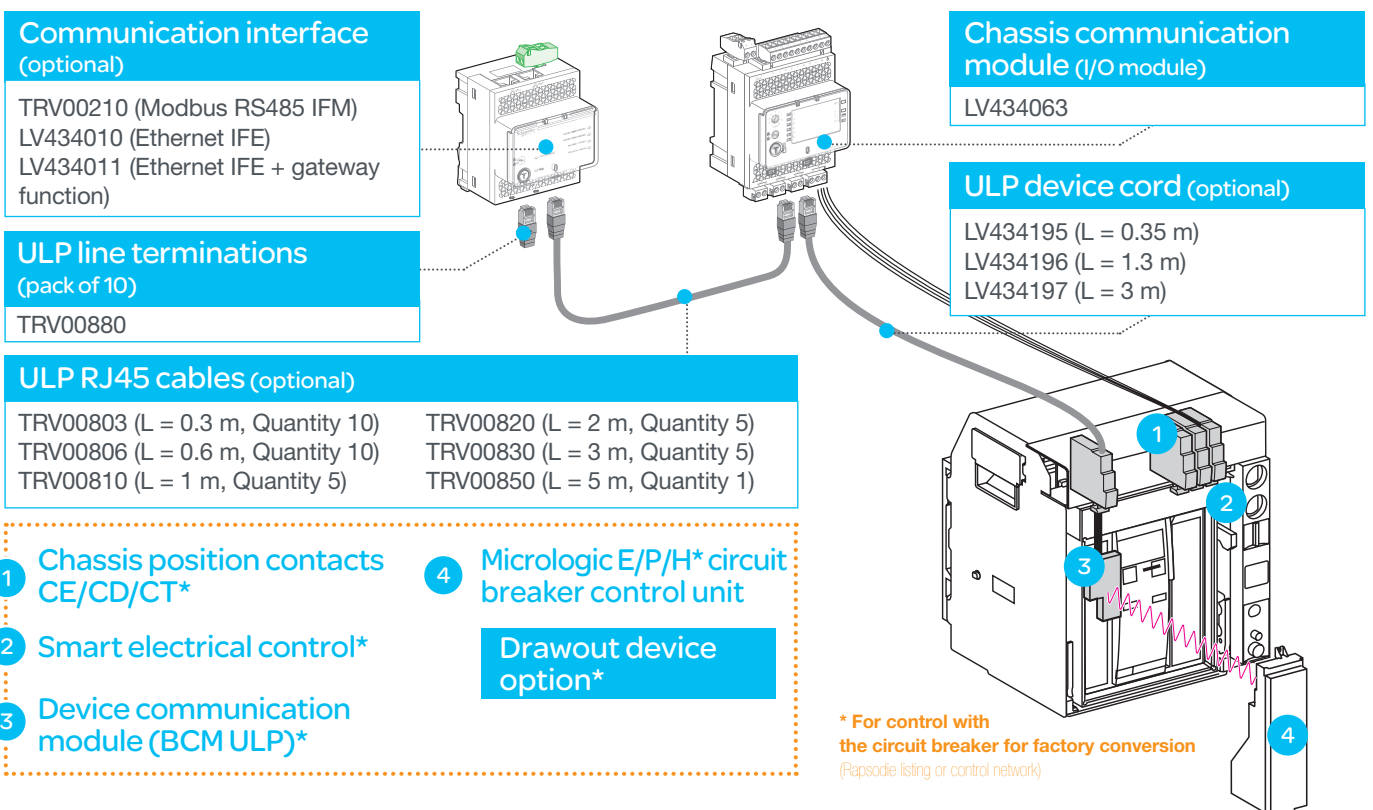 Communication interface
(optional)
TRV00210 (Modbus RS485 IFM)
LV434010 (Ethernet IFE)
LV434011 (Ethernet IFE + gateway
function)
ULP line terminations
(pack of 10)
TRV00880
Chassis communication
module (I/O module)
LV434063
ULP device cord (optional)
LV434195 (L = 0.35 m)
LV434196 (L = 1.3 m)
LV434197 (L = 3 m)
ULP RJ45 cables (optional)
TRV00803 (L = 0.3 m, Quantity 10)
TRV00806 (L = 0.6 m, Quantity 10)
TRV00810 (L = 1 m, Quantity 5)
TRV00820 (L = 2 m, Quantity 5)
TRV00830 (L = 3 m, Quantity 5)
TRV00850 (L = 5 m, Quantity 1)
1 Chassis position contacts
CE/CD/CT*
2 Smart electrical control*
3 Device communication
module (BCM ULP)*
4 Micrologic E/P/H* circuit
breaker control unit
Drawout device
option*
1
2
3
4
* For control with
the circuit breaker for factory conversion
(Rapsodie listing or control network)